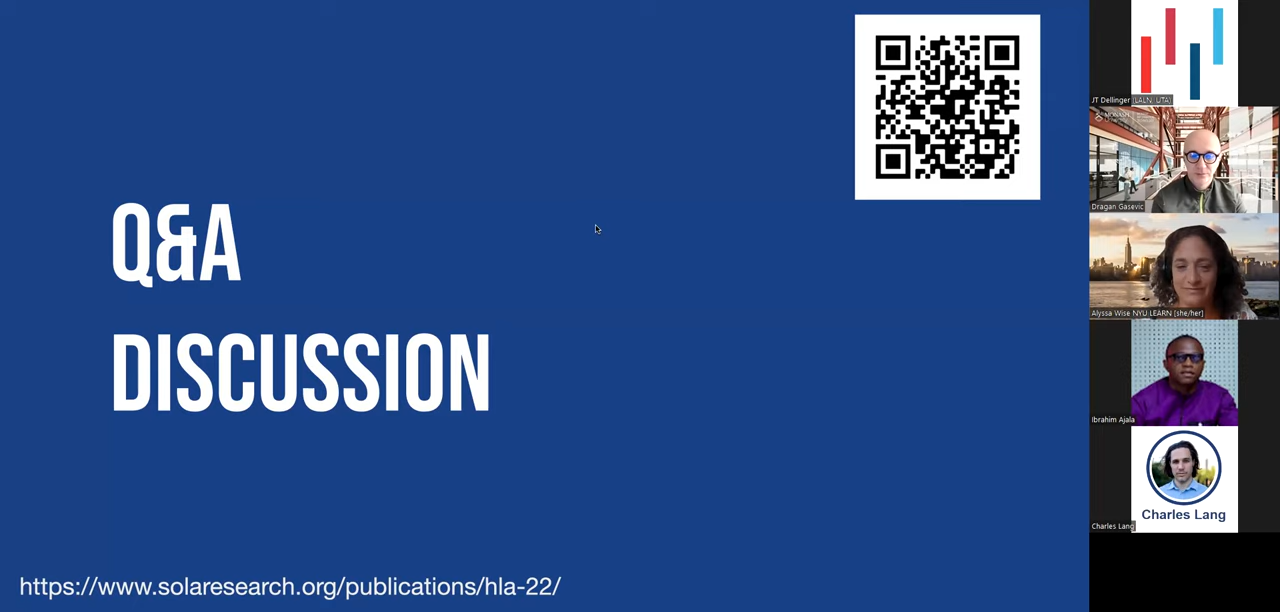 Q&A
DISCUSSION
https://www.solaresearch.org/publications/hla-22/
JT Dellinger (LALN, UTA)
MONASH
Dragan Gasevic
Alyssa Wise NYU LEARN (she/her)
Ibrahim Ajala
Charles Lang
Charles Lang